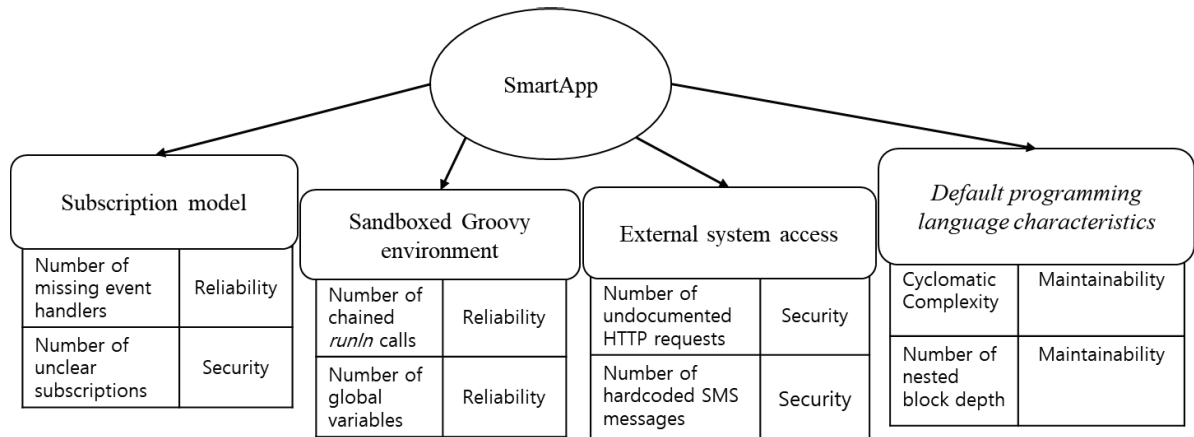 SmartApp
Subscription model
Number of
missing event
handlers
Reliability
Number of
unclear
subscriptions
Security
Sandboxed Groovy
environment
Number of
chained
runIn calls
Reliability
Number of
global
variables
Reliability
External system access
Number of
undocumented
HTTP requests
Security
Number of
hardcoded SMS
messages
Security
Default programming
language characteristics
Cyclomatic
Complexity
Maintainability
Number of
nested
block depth
Maintainability